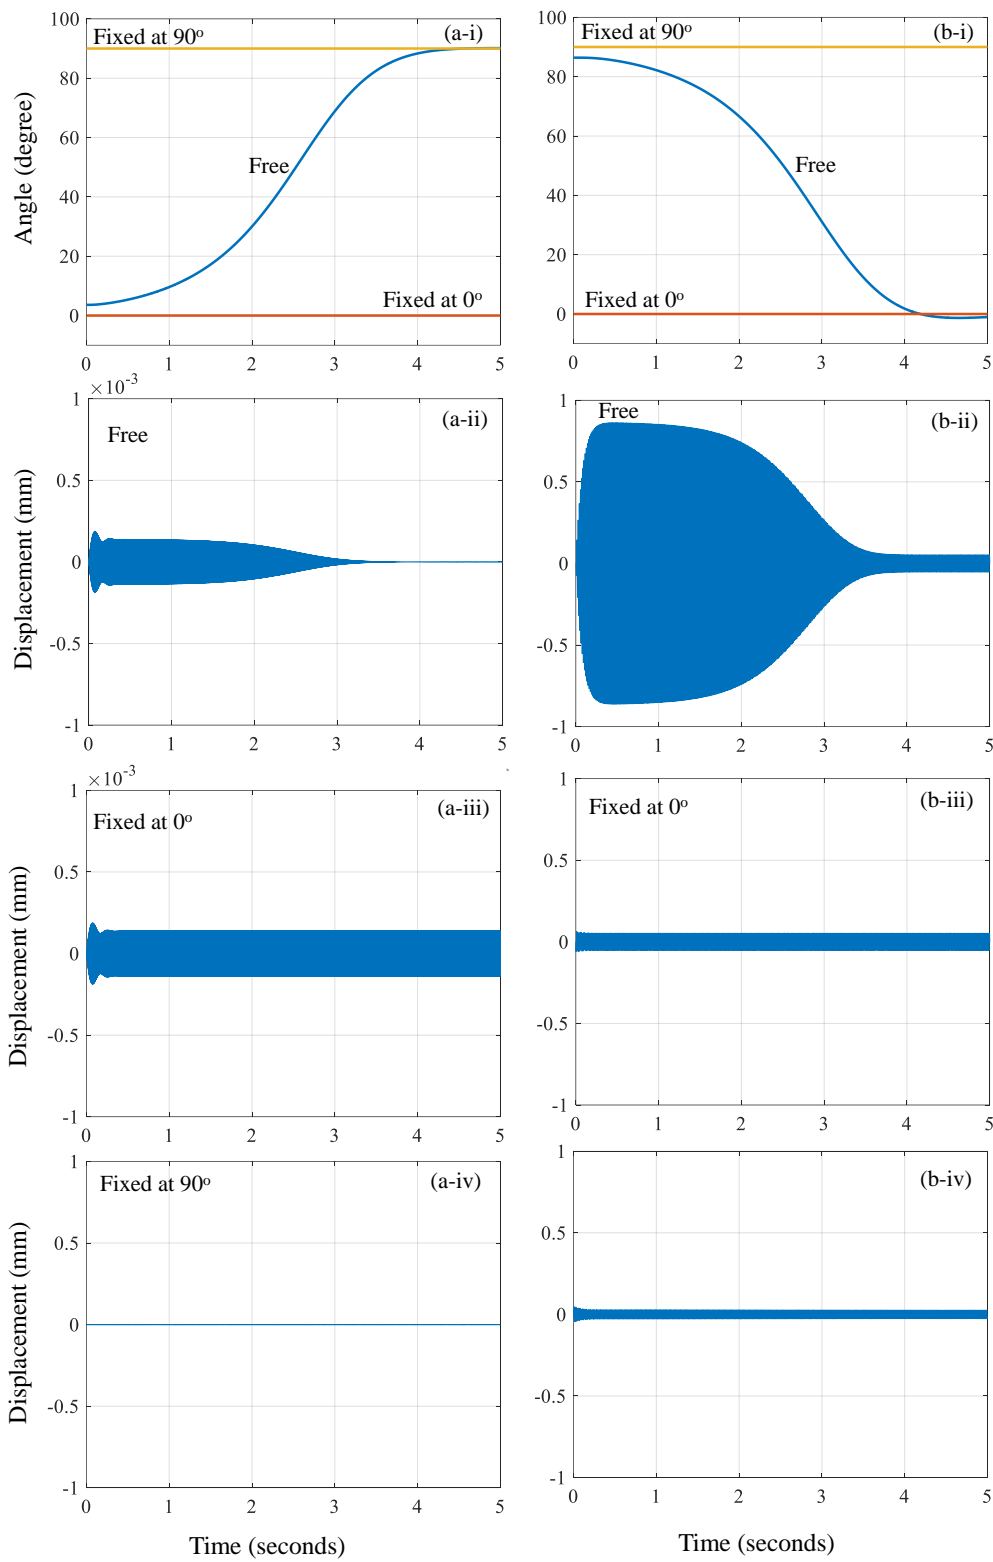 100
80
60
40
20
0
Angle (degree)
Fixed at 90°
(a-i)
Free
Fixed at 0°
0 1 2 3 4 5
100
80
60
40
20
0
Fixed at 90°
(b-i)
Free
Fixed at 0°
0 1 2 3 4 5
×10⁻³
1
0.5
0
-0.5
-1
Displacement (mm)
Free
(a-ii)
0 1 2 3 4 5
1
0.5
0
-0.5
-1
Free
(b-ii)
0 1 2 3 4 5
×10⁻³
1
0.5
0
-0.5
-1
Displacement (mm)
Fixed at 0°
(a-iii)
0 1 2 3 4 5
1
0.5
0
-0.5
-1
Fixed at 0°
(b-iii)
0 1 2 3 4 5
1
0.5
0
-0.5
-1
Displacement (mm)
Fixed at 90°
(a-iv)
0 1 2 3 4 5
Time (seconds)
1
0.5
0
-0.5
-1
(b-iv)
0 1 2 3 4 5
Time (seconds)